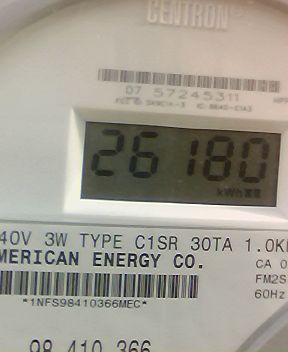 CENTRON
07 57245311
26180
kWh
40V 3W TYPE C1SR 30TA 1.0K
MERICAN ENERGY CO.
CA 0
FM2S
60Hz
*1NFS98410366MEC*
98 410 366